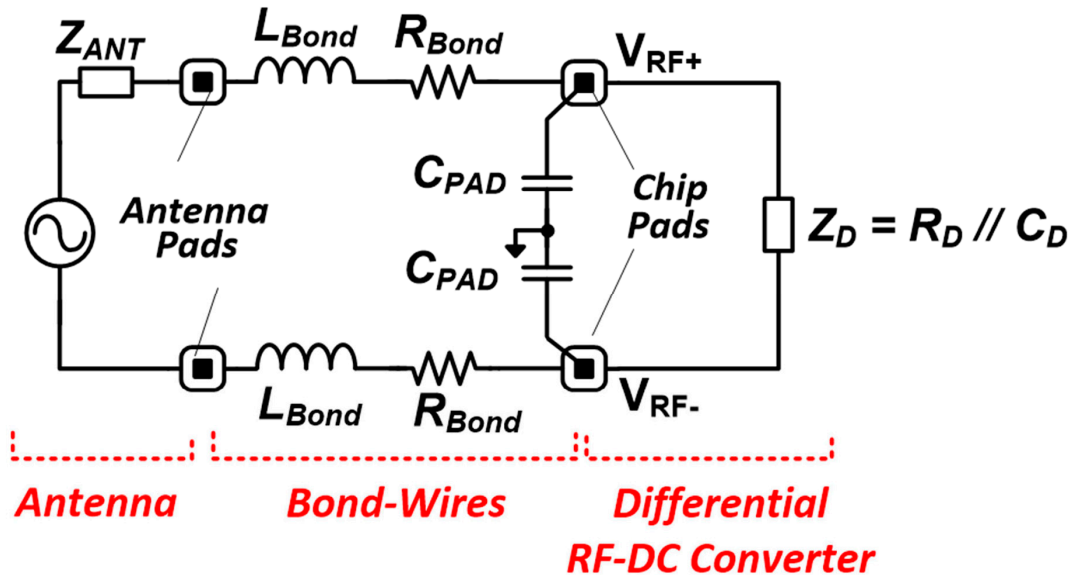 Z_ANT
L_Bond
R_Bond
V_RF+
Antenna
Pads
C_PAD
C_PAD
Chip
Pads
Z_D = R_D // C_D
L_Bond
R_Bond
V_RF-
Antenna
Bond-Wires
Differential
RF-DC Converter